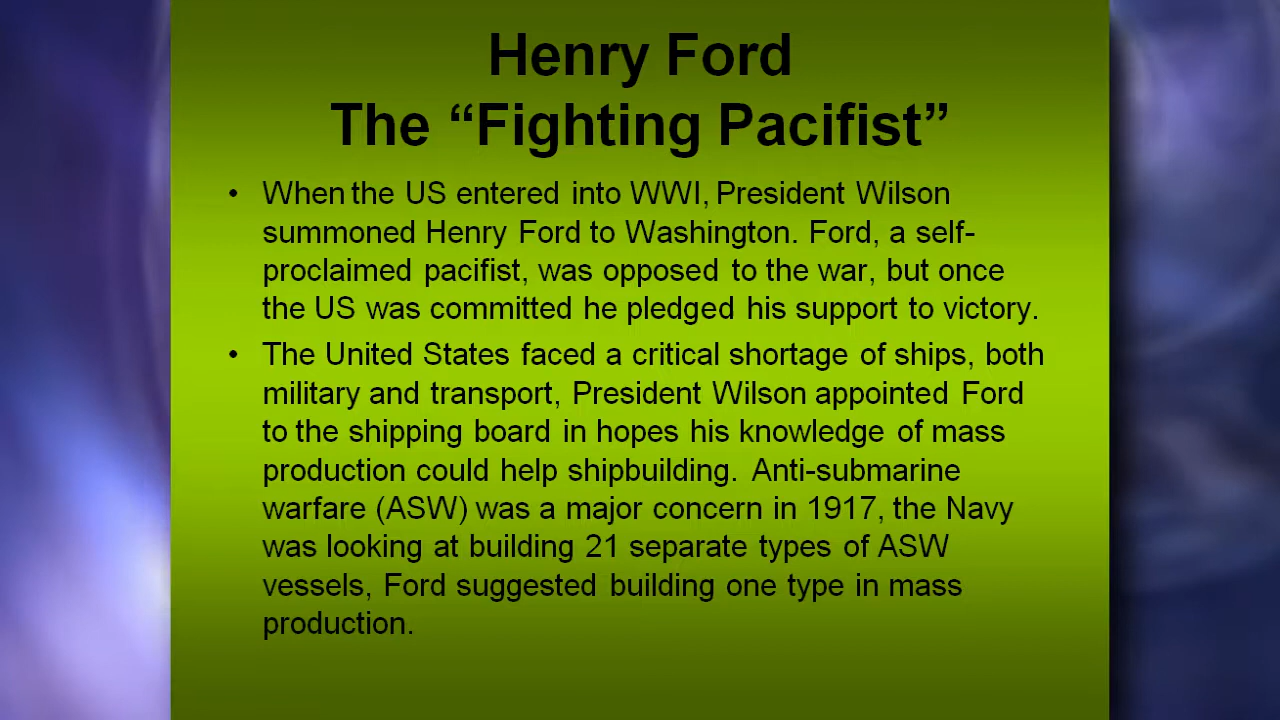 Henry Ford
The “Fighting Pacifist”
• When the US entered into WWI, President Wilson
summoned Henry Ford to Washington. Ford, a self-
proclaimed pacifist, was opposed to the war, but once
the US was committed he pledged his support to victory.
• The United States faced a critical shortage of ships, both
military and transport, President Wilson appointed Ford
to the shipping board in hopes his knowledge of mass
production could help shipbuilding. Anti-submarine
warfare (ASW) was a major concern in 1917, the Navy
was looking at building 21 separate types of ASW
vessels, Ford suggested building one type in mass
production.